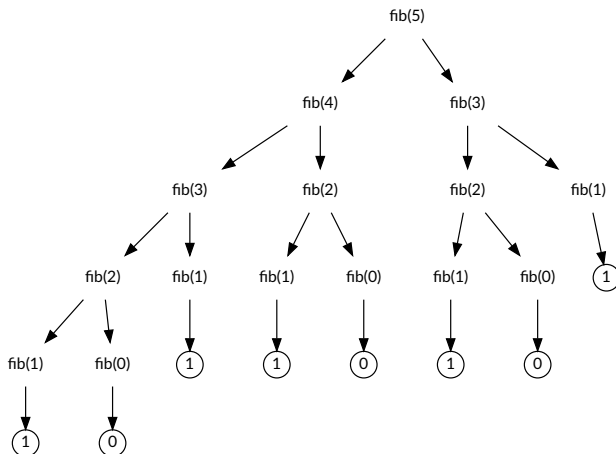 fib(5)
fib(4) fib(3)
fib(3) fib(2) fib(2) fib(1)
fib(2) fib(1) fib(1) fib(0) fib(1) fib(0) 1
fib(1) fib(0) 1 1 0 1 0
1 0